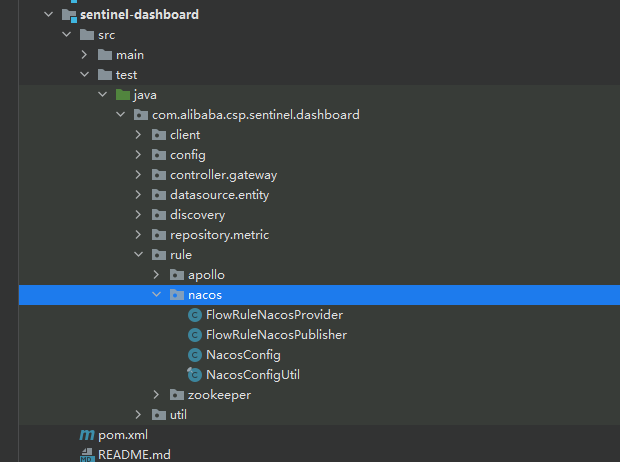 sentinel-dashboard
src
main
test
java
com.alibaba.csp.sentinel.dashboard
client
config
controller.gateway
datasource.entity
discovery
repository.metric
rule
apollo
nacos
FlowRuleNacosProvider
FlowRuleNacosPublisher
NacosConfig
NacosConfigUtil
zookeeper
util
pom.xml
README.md